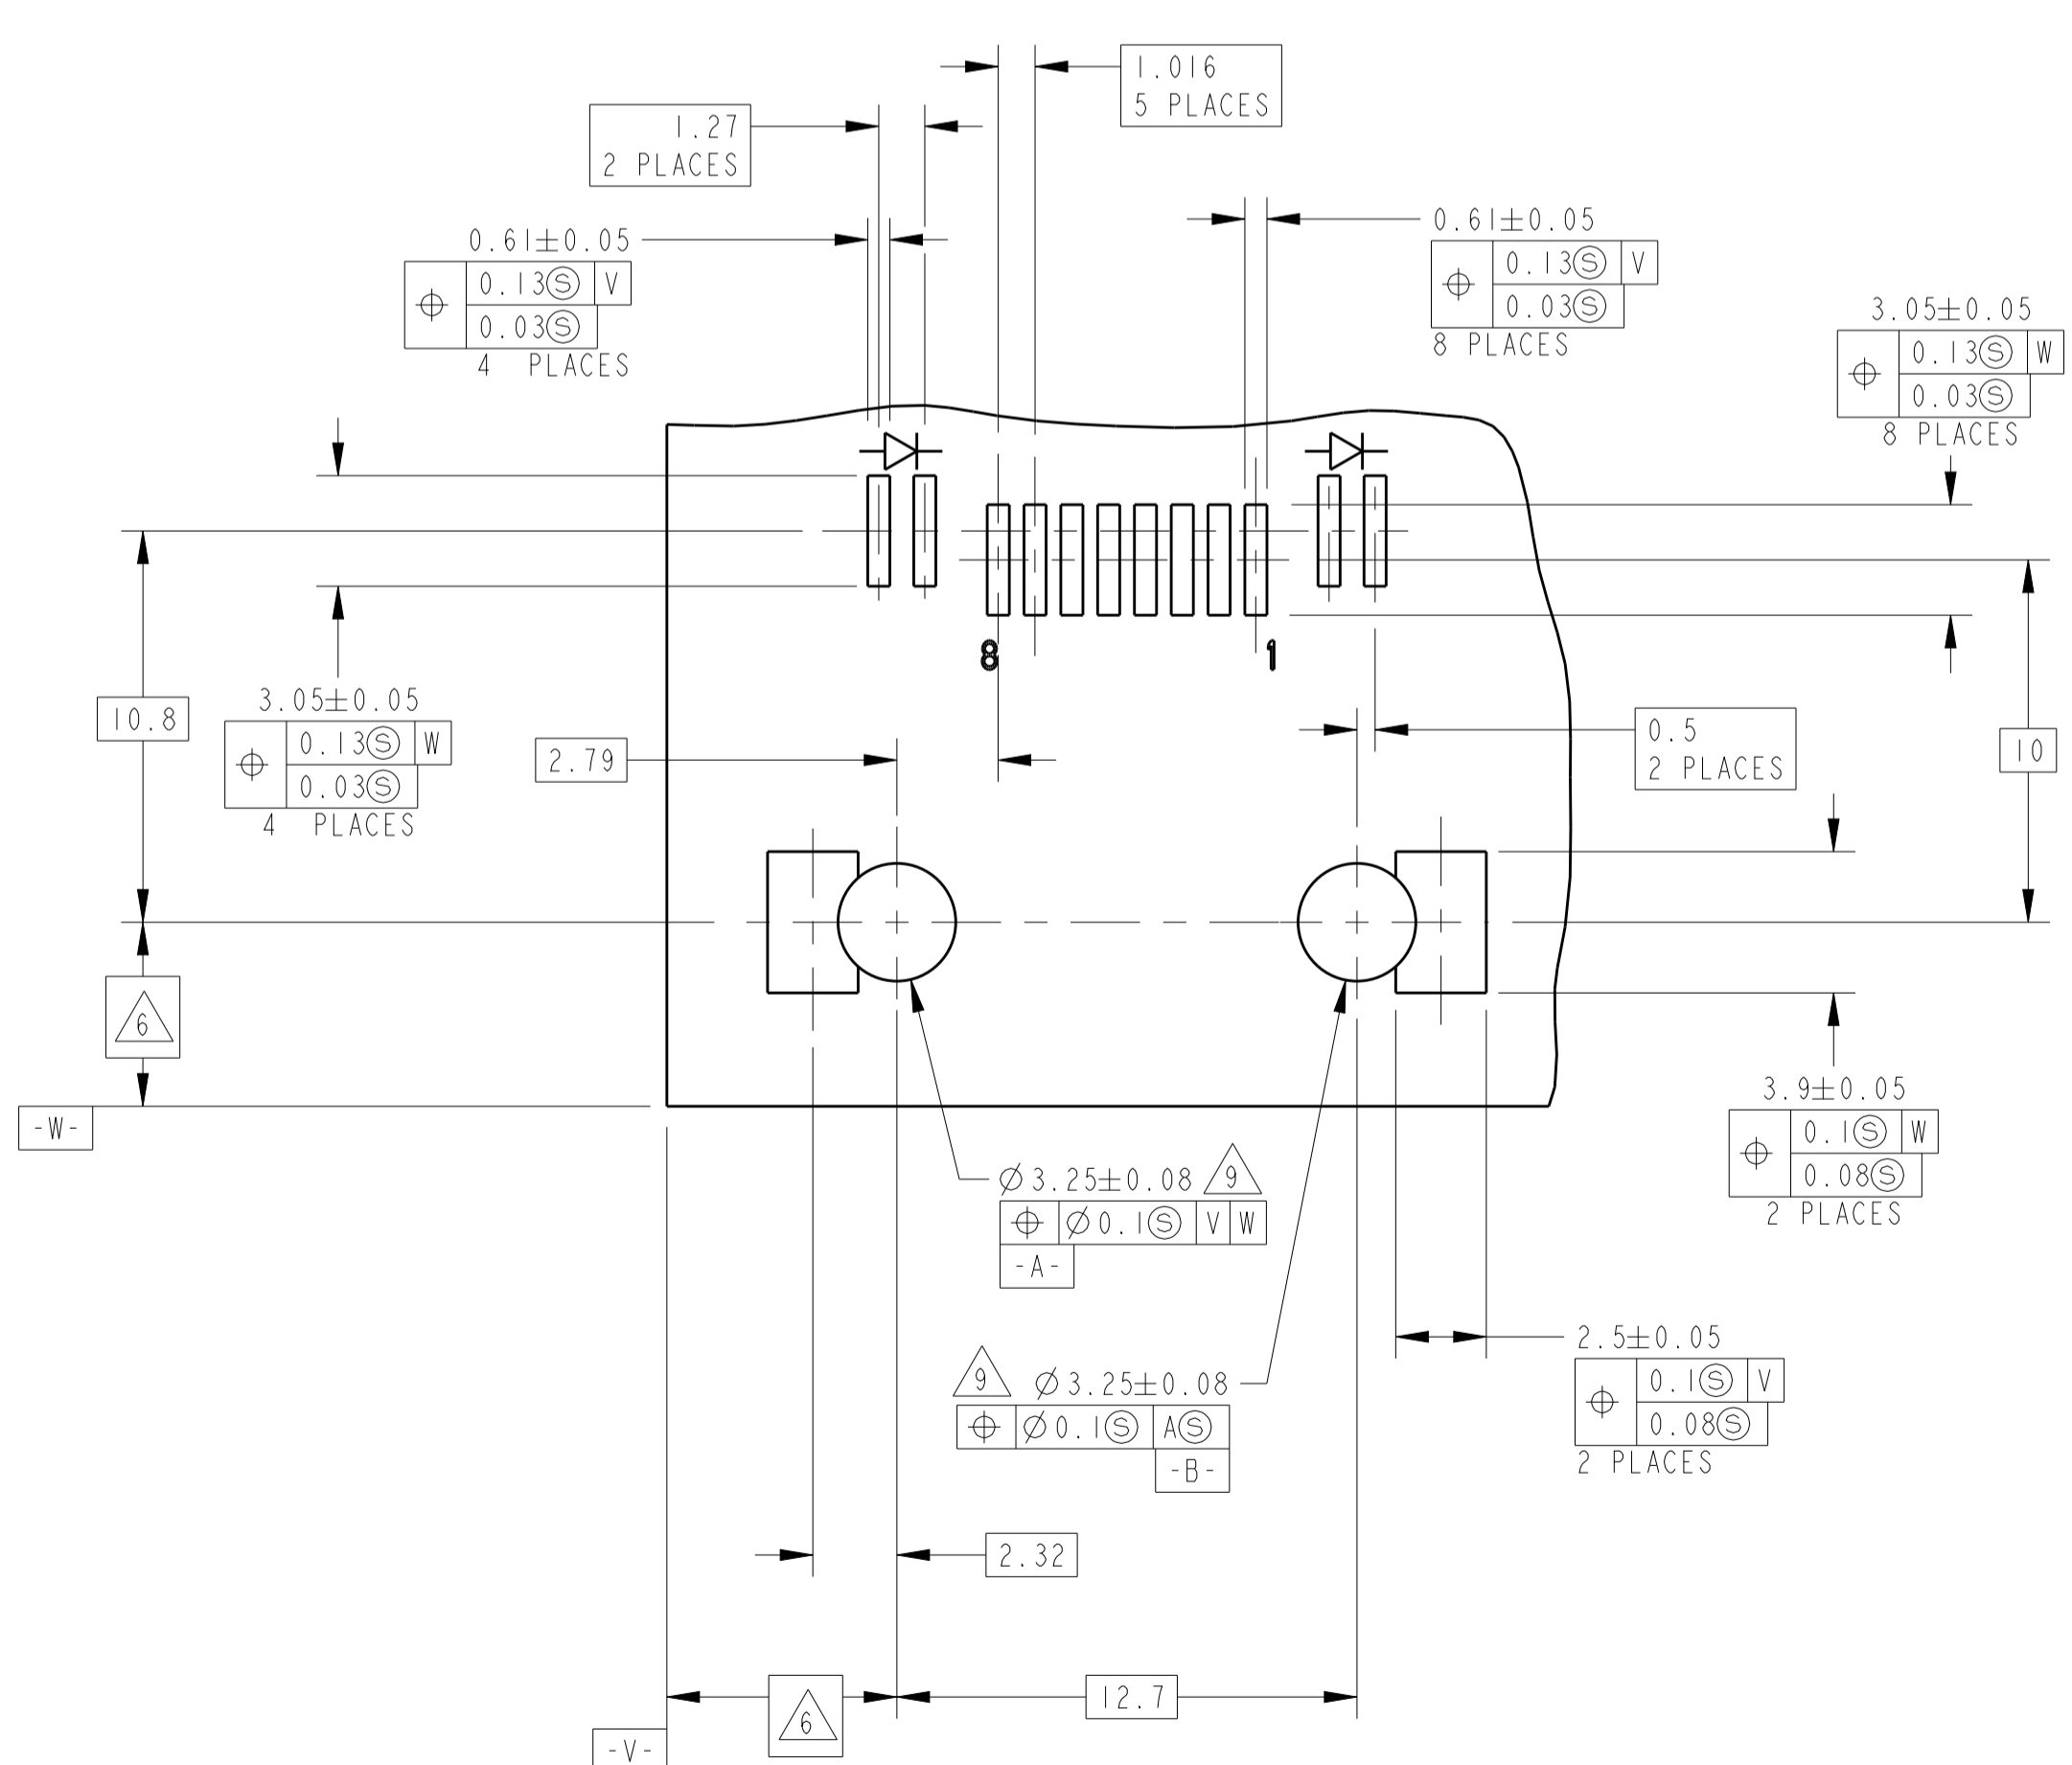 1.016
5 PLACES
1.27
2 PLACES
0.61±0.05
⌖ 0.13Ⓢ V
0.03Ⓢ
4 PLACES
0.61±0.05
⌖ 0.13Ⓢ V
0.03Ⓢ
8 PLACES
3.05±0.05
⌖ 0.13Ⓢ W
0.03Ⓢ
8 PLACES
8
1
10.8
3.05±0.05
⌖ 0.13Ⓢ W
0.03Ⓢ
4 PLACES
2.79
0.5
2 PLACES
10
6
-W-
3.9±0.05
⌖ 0.1Ⓢ W
0.08Ⓢ
2 PLACES
⌀3.25±0.08 9
⌖ ⌀0.1Ⓢ V W
-A-
9 ⌀3.25±0.08
⌖ ⌀0.1Ⓢ AⓈ
-B-
2.5±0.05
⌖ 0.1Ⓢ V
0.08Ⓢ
2 PLACES
2.32
6
12.7
-V-